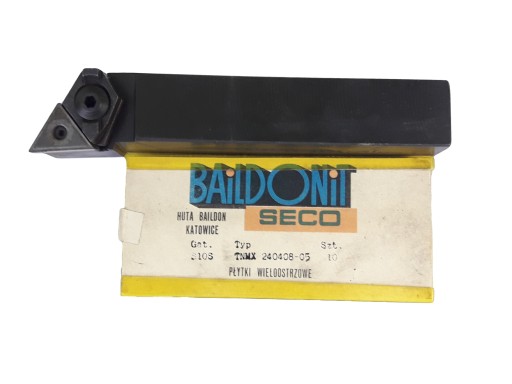 BAiLDONiT
SECO
HUTA BAILDON
KATOWICE
Gat. Typ Szt.
S10S TNMX 240408-05 10
PŁYTKI WIELOOSTRZOWE